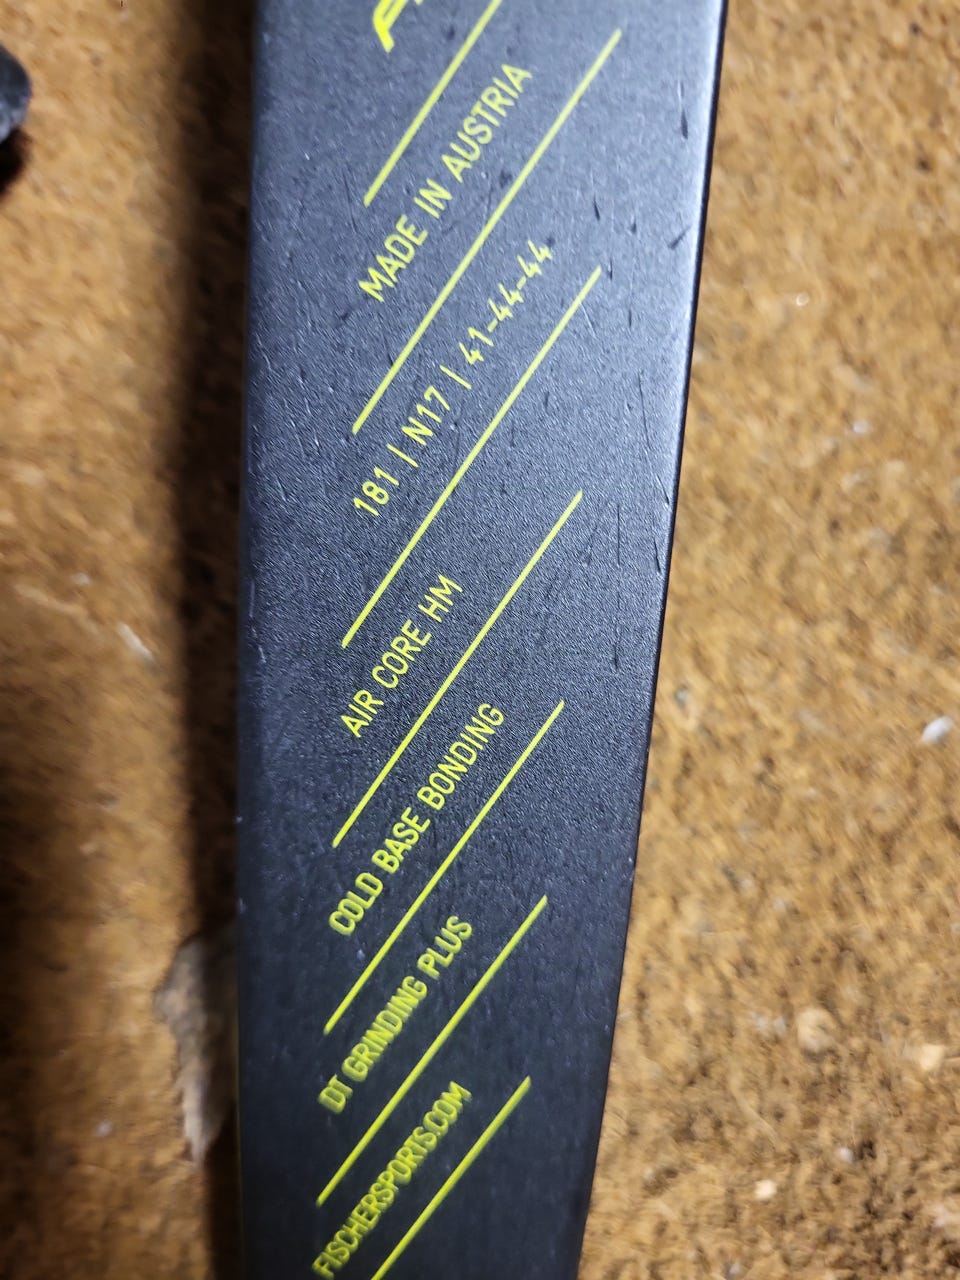 MADE IN AUSTRIA
181 | N17 | 41-44-44
AIR CORE HM
COLD BASE BONDING
DT GRINDING PLUS
FISCHERSPORTS.COM